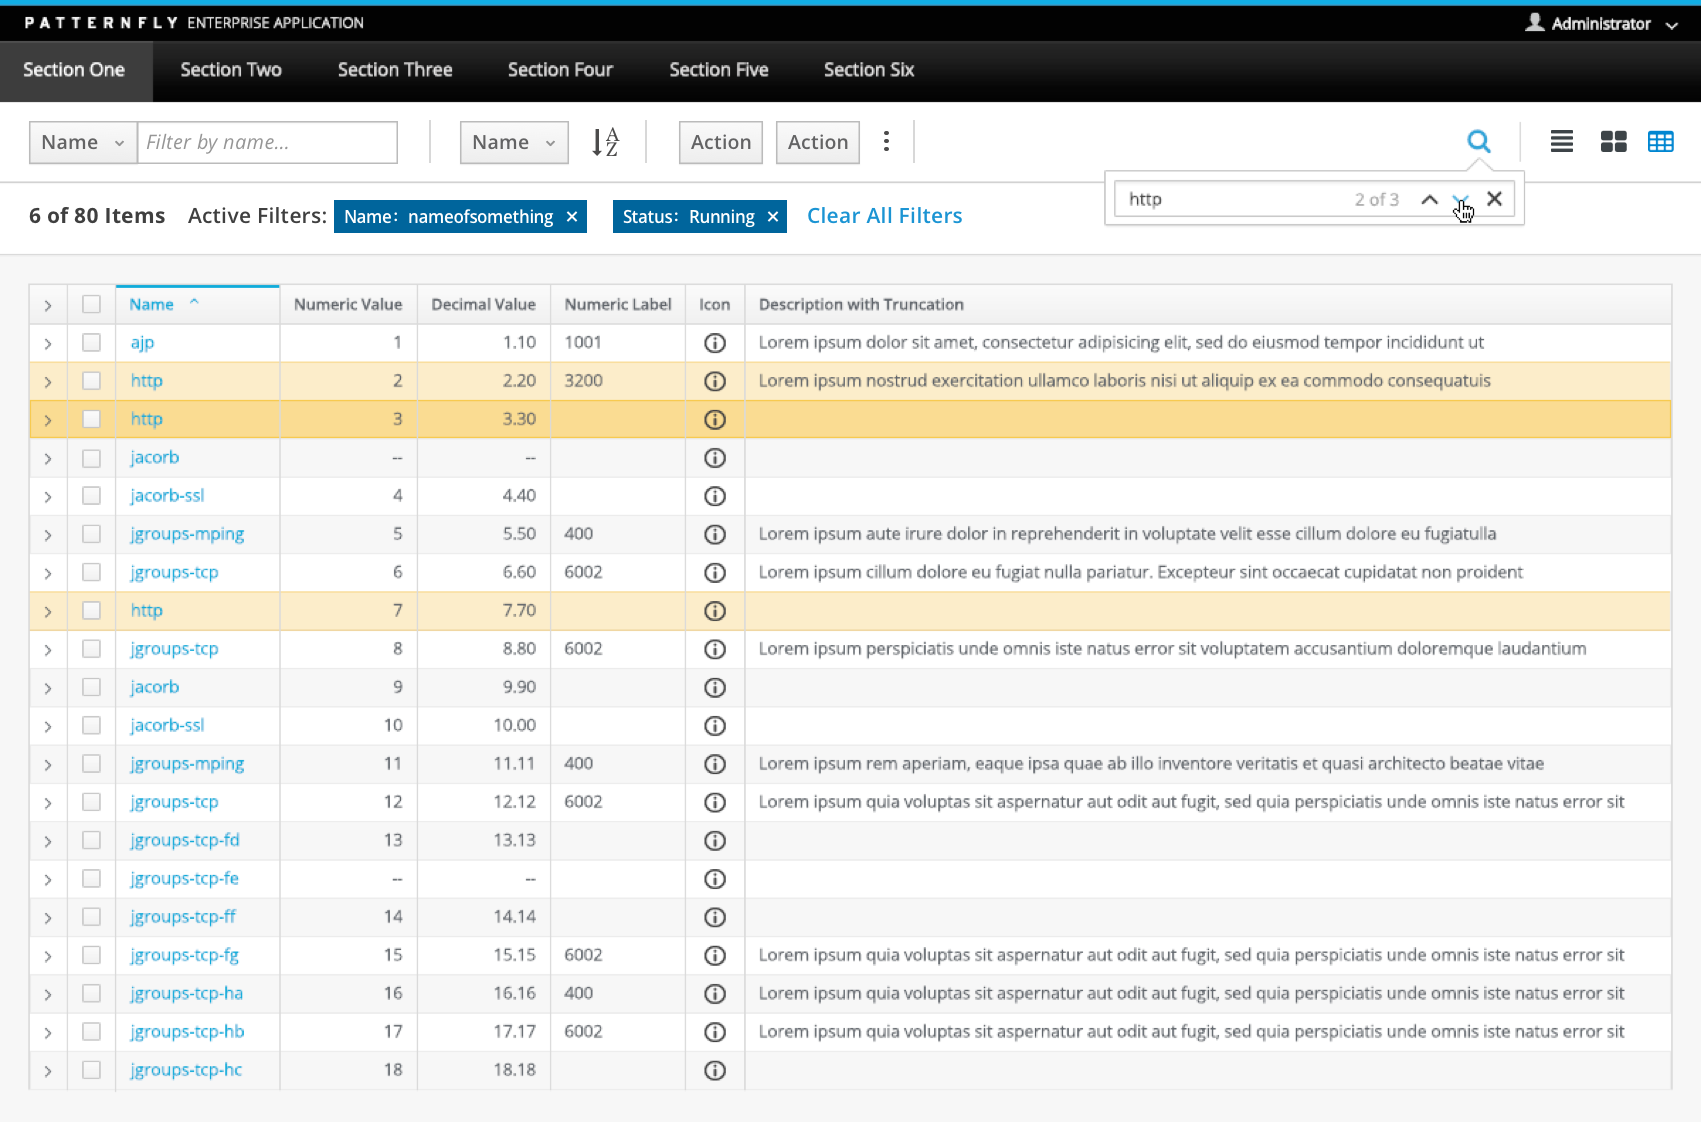 PATTERNFLY ENTERPRISE APPLICATION
Administrator
Section One Section Two Section Three Section Four Section Five Section Six
Name Filter by name... Name A Z Action Action
http 2 of 3
6 of 80 Items Active Filters: Name: nameofsomething × Status: Running × Clear All Filters
Name Numeric Value Decimal Value Numeric Label Icon Description with Truncation
ajp 1 1.10 1001 Lorem ipsum dolor sit amet, consectetur adipisicing elit, sed do eiusmod tempor incididunt ut
http 2 2.20 3200 Lorem ipsum nostrud exercitation ullamco laboris nisi ut aliquip ex ea commodo consequatuis
http 3 3.30
jacorb -- --
jacorb-ssl 4 4.40
jgroups-mping 5 5.50 400 Lorem ipsum aute irure dolor in reprehenderit in voluptate velit esse cillum dolore eu fugiatulla
jgroups-tcp 6 6.60 6002 Lorem ipsum cillum dolore eu fugiat nulla pariatur. Excepteur sint occaecat cupidatat non proident
http 7 7.70
jgroups-tcp 8 8.80 6002 Lorem ipsum perspiciatis unde omnis iste natus error sit voluptatem accusantium doloremque laudantium
jacorb 9 9.90
jacorb-ssl 10 10.00
jgroups-mping 11 11.11 400 Lorem ipsum rem aperiam, eaque ipsa quae ab illo inventore veritatis et quasi architecto beatae vitae
jgroups-tcp 12 12.12 6002 Lorem ipsum quia voluptas sit aspernatur aut odit aut fugit, sed quia perspiciatis unde omnis iste natus error sit
jgroups-tcp-fd 13 13.13
jgroups-tcp-fe -- --
jgroups-tcp-ff 14 14.14
jgroups-tcp-fg 15 15.15 6002 Lorem ipsum quia voluptas sit aspernatur aut odit aut fugit, sed quia perspiciatis unde omnis iste natus error sit
jgroups-tcp-ha 16 16.16 400 Lorem ipsum quia voluptas sit aspernatur aut odit aut fugit, sed quia perspiciatis unde omnis iste natus error sit
jgroups-tcp-hb 17 17.17 6002 Lorem ipsum quia voluptas sit aspernatur aut odit aut fugit, sed quia perspiciatis unde omnis iste natus error sit
jgroups-tcp-hc 18 18.18